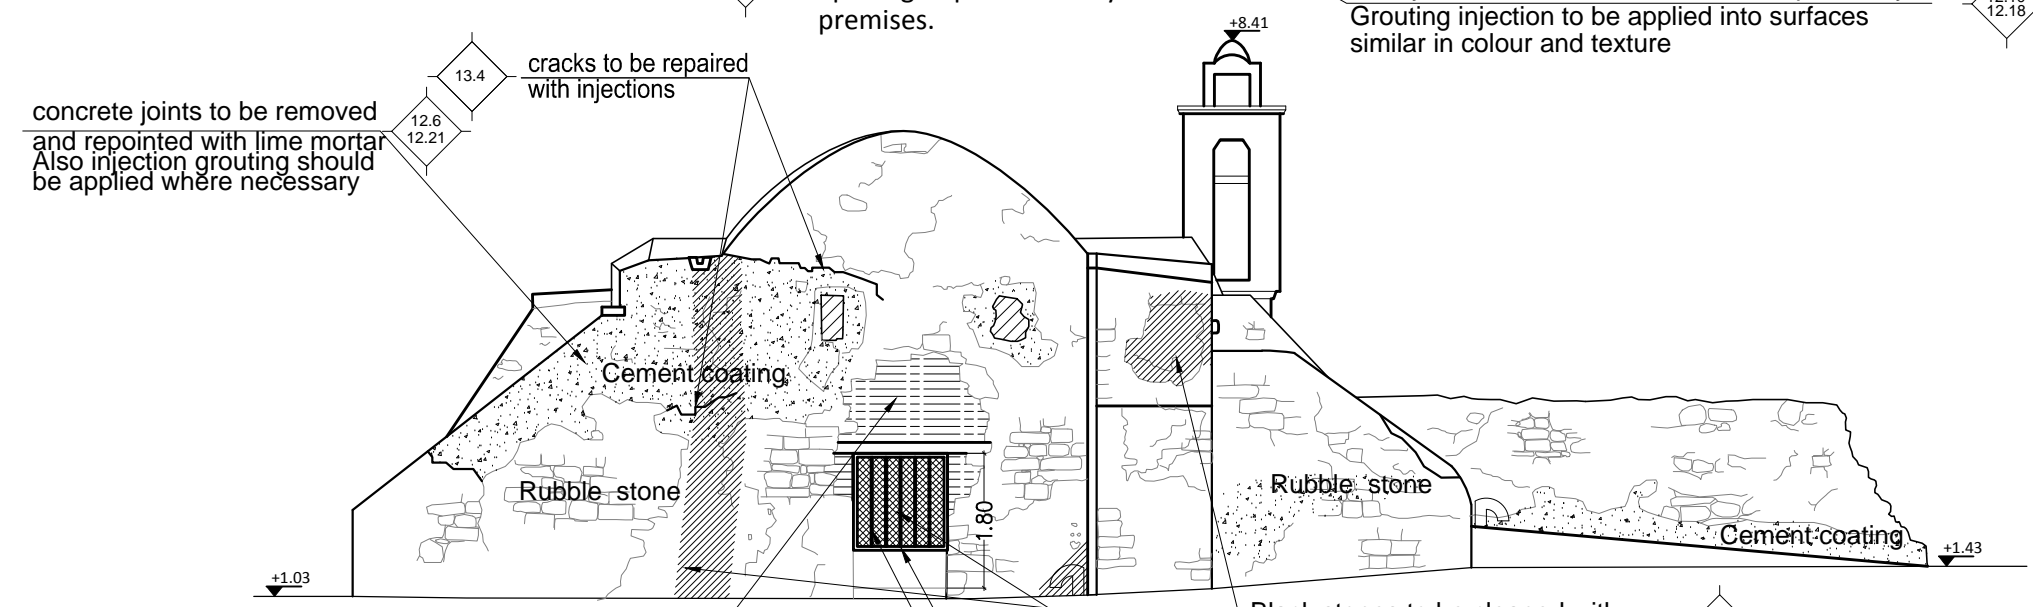 premises.
12.18
Grouting injection to be applied into surfaces
similar in colour and texture
+8.41
13.4
cracks to be repaired
with injections
concrete joints to be removed
and repointed with lime mortar
Also injection grouting should
be applied where necessary
12.6
12.21
Cement coating
Rubble stone
Rubble stone
1.80
Cement coating
+1.43
+1.03